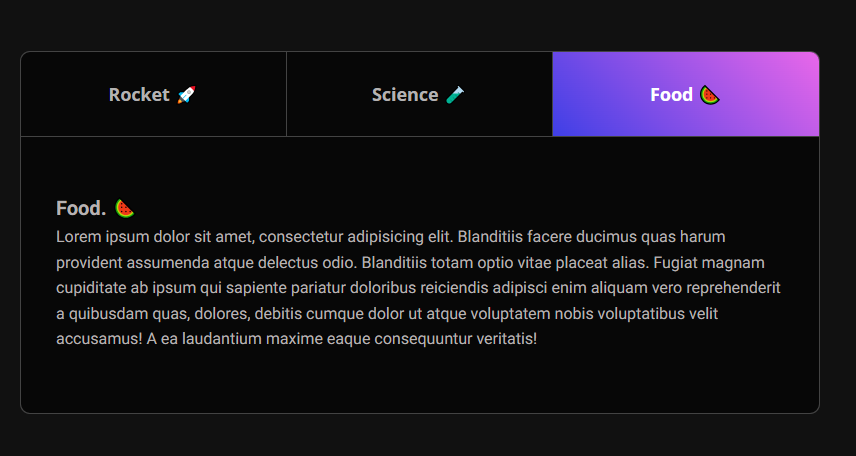 Rocket 🚀
Science 🧪
Food 🍉
Food. 🍉
Lorem ipsum dolor sit amet, consectetur adipisicing elit. Blanditiis facere ducimus quas harum
provident assumenda atque delectus odio. Blanditiis totam optio vitae placeat alias. Fugiat magnam
cupiditate ab ipsum qui sapiente pariatur doloribus reiciendis adipisci enim aliquam vero reprehenderit
a quibusdam quas, dolores, debitis cumque dolor ut atque voluptatem nobis voluptatibus velit
accusamus! A ea laudantium maxime eaque consequuntur veritatis!